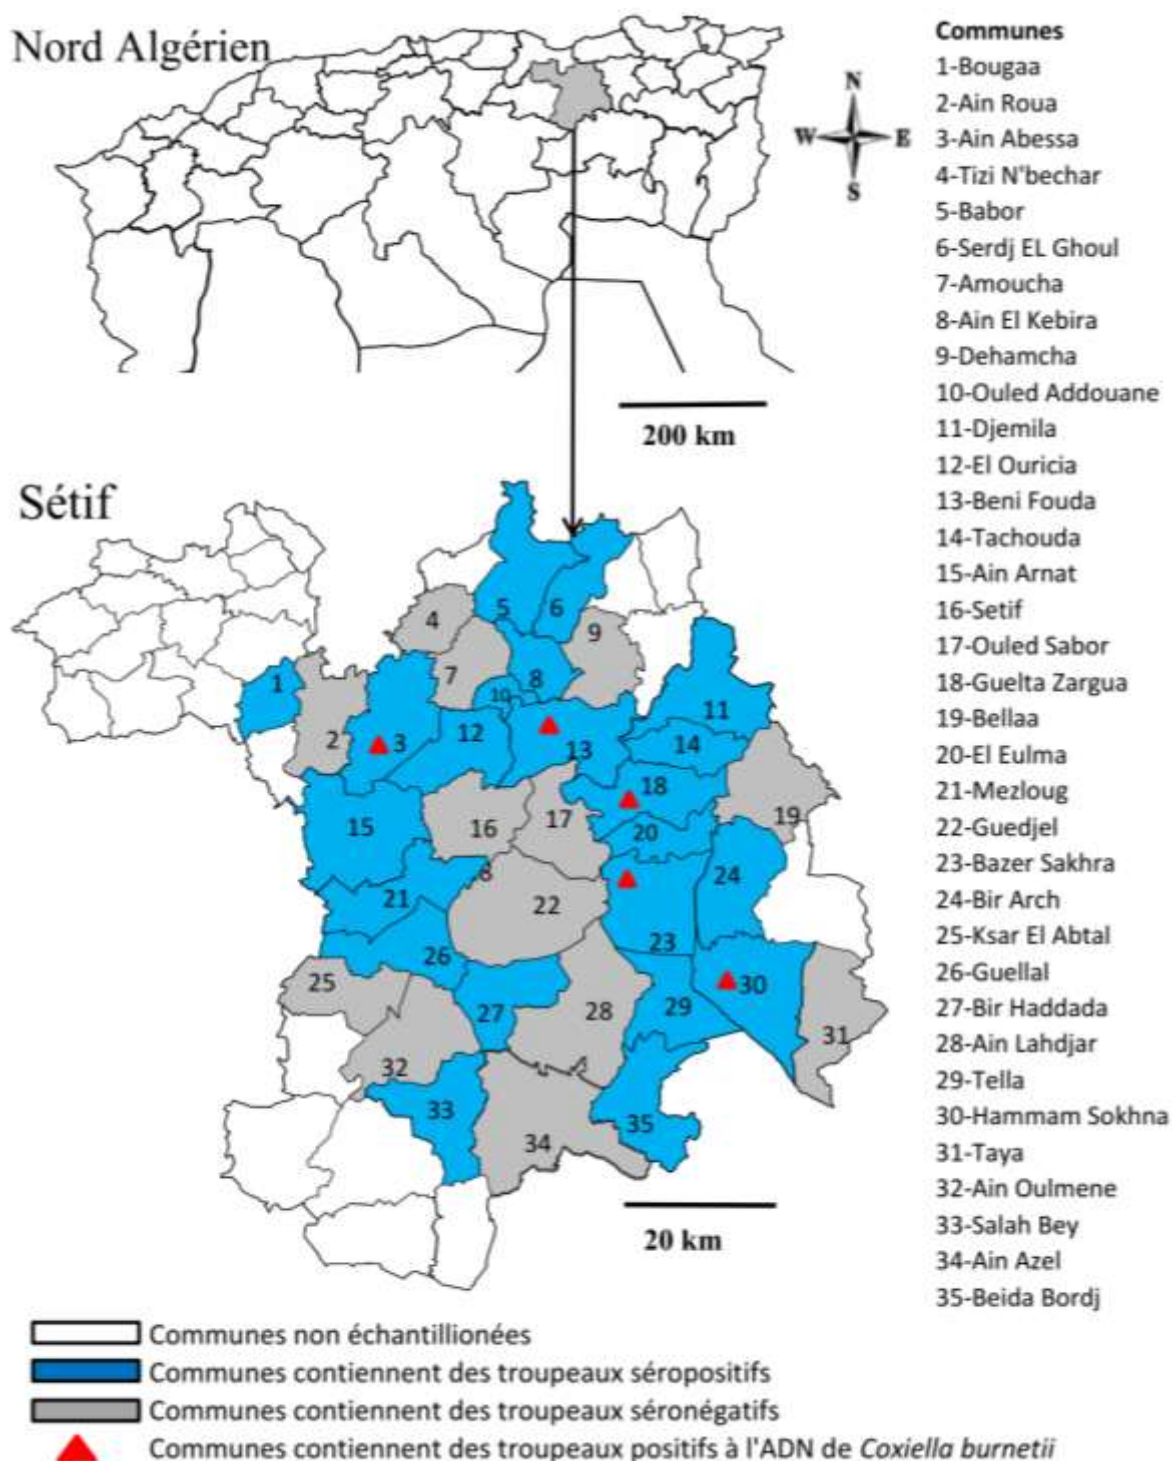 Nord Algérien
N
W
E
S
200 km
Communes
1-Bougaa
2-Ain Roua
3-Ain Abessa
4-Tizi N'bechar
5-Babor
6-Serdj EL Ghoul
7-Amoucha
8-Ain El Kebira
9-Dehamcha
10-Ouled Addouane
11-Djemila
12-El Ouricia
13-Beni Fouda
14-Tachouda
15-Ain Arnat
16-Setif
17-Ouled Sabor
18-Guelta Zargua
19-Bellaa
20-El Eulma
21-Mezloug
22-Guedjel
23-Bazer Sakhra
24-Bir Arch
25-Ksar El Abtal
26-Guellal
27-Bir Haddada
28-Ain Lahdjar
29-Tella
30-Hammam Sokhna
31-Taya
32-Ain Oulmene
33-Salah Bey
34-Ain Azel
35-Beida Bordj
Sétif
5
6
4
9
1
7
8
10
11
2
3
12
13
14
18
15
16
17
19
20
8
21
24
22
23
26
25
30
27
28
29
31
32
33
35
34
20 km
Communes non échantillionées
Communes contiennent des troupeaux séropositifs
Communes contiennent des troupeaux séronégatifs
Communes contiennent des troupeaux positifs à l'ADN de Coxiella burnetii